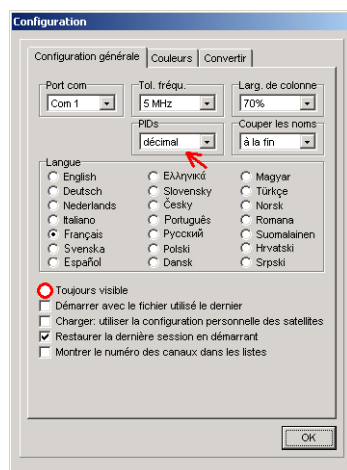 Configuration
Configuration générale Couleurs Convertir
Port com Tol. fréqu. Larg. de colonne
Com 1 5 MHz 70%
PIDs Couper les noms
décimal à la fin
Langue
English Ελληνικά Magyar
Deutsch Slovensky Türkçe
Nederlands Česky Norsk
Italiano Português Romana
Français Русский Suomalainen
Svenska Polski Hrvatski
Español Dansk Srpski
Toujours visible
Démarrer avec le fichier utilisé le dernier
Charger: utiliser la configuration personnelle des satellites
Restaurer la dernière session en démarrant
Montrer le numéro des canaux dans les listes
OK